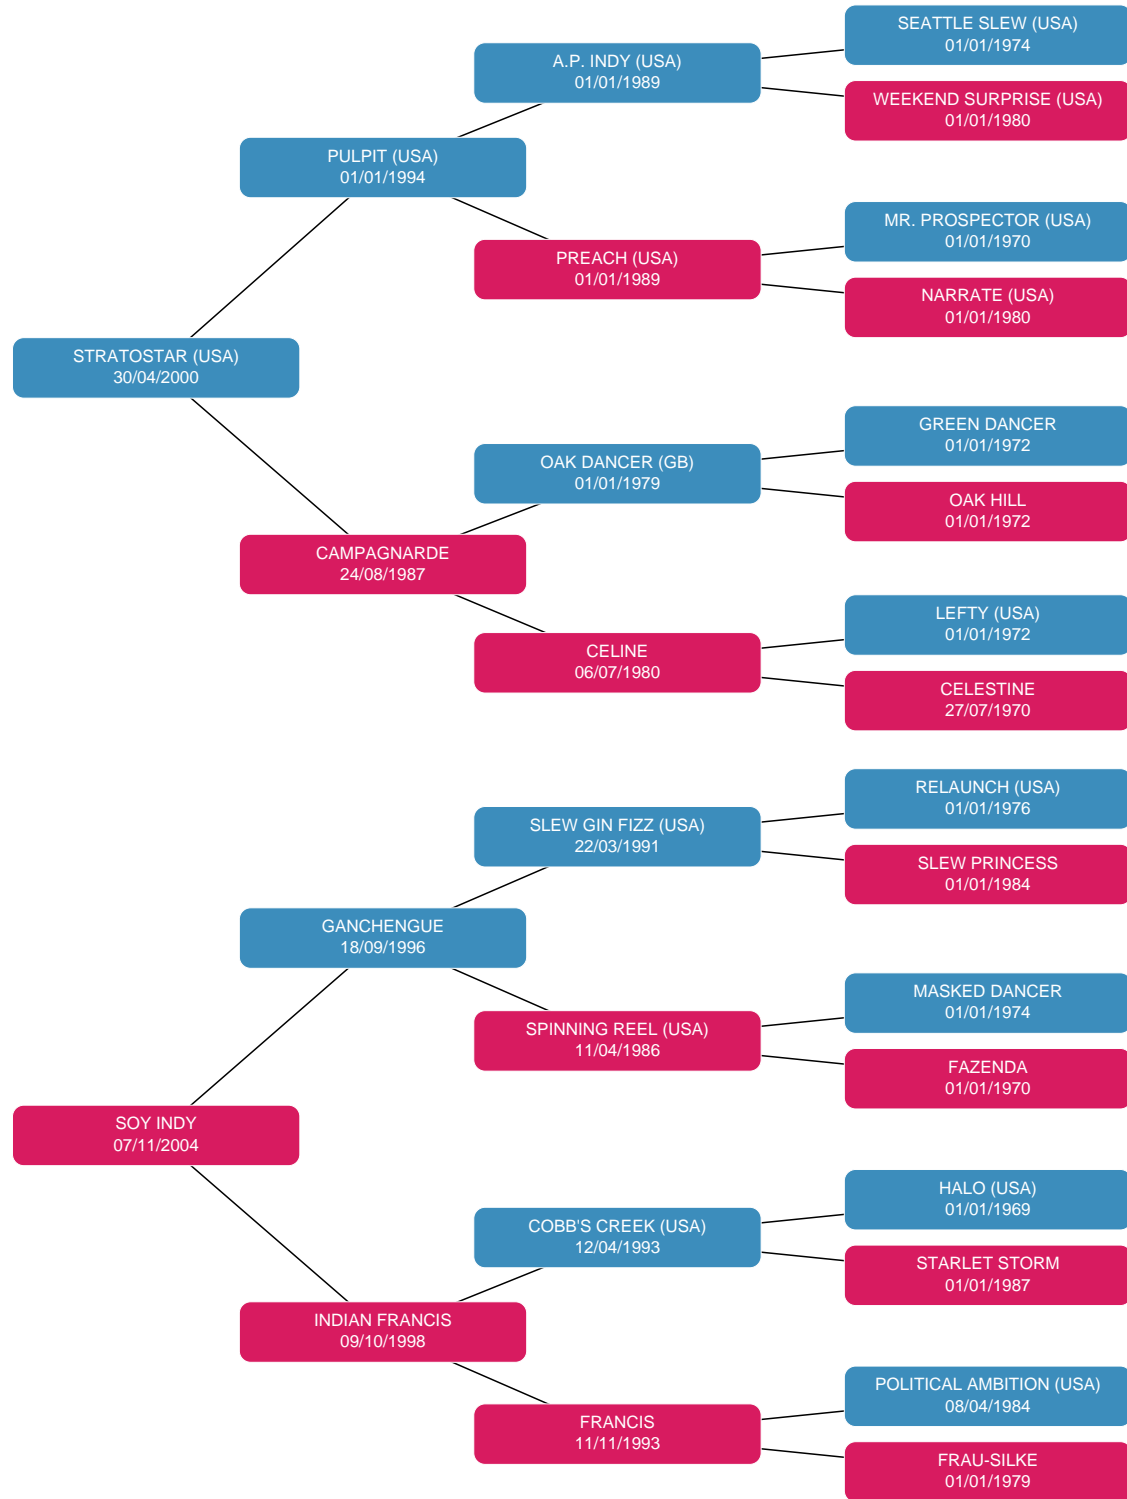 SEATTLE SLEW (USA)
01/01/1974
A.P. INDY (USA)
01/01/1989
WEEKEND SURPRISE (USA)
01/01/1980
PULPIT (USA)
01/01/1994
MR. PROSPECTOR (USA)
01/01/1970
PREACH (USA)
01/01/1989
NARRATE (USA)
01/01/1980
STRATOSTAR (USA)
30/04/2000
GREEN DANCER
01/01/1972
OAK DANCER (GB)
01/01/1979
OAK HILL
01/01/1972
CAMPAGNARDE
24/08/1987
LEFTY (USA)
01/01/1972
CELINE
06/07/1980
CELESTINE
27/07/1970
RELAUNCH (USA)
01/01/1976
SLEW GIN FIZZ (USA)
22/03/1991
SLEW PRINCESS
01/01/1984
GANCHENGUE
18/09/1996
MASKED DANCER
01/01/1974
SPINNING REEL (USA)
11/04/1986
FAZENDA
01/01/1970
SOY INDY
07/11/2004
HALO (USA)
01/01/1969
COBB'S CREEK (USA)
12/04/1993
STARLET STORM
01/01/1987
INDIAN FRANCIS
09/10/1998
POLITICAL AMBITION (USA)
08/04/1984
FRANCIS
11/11/1993
FRAU-SILKE
01/01/1979